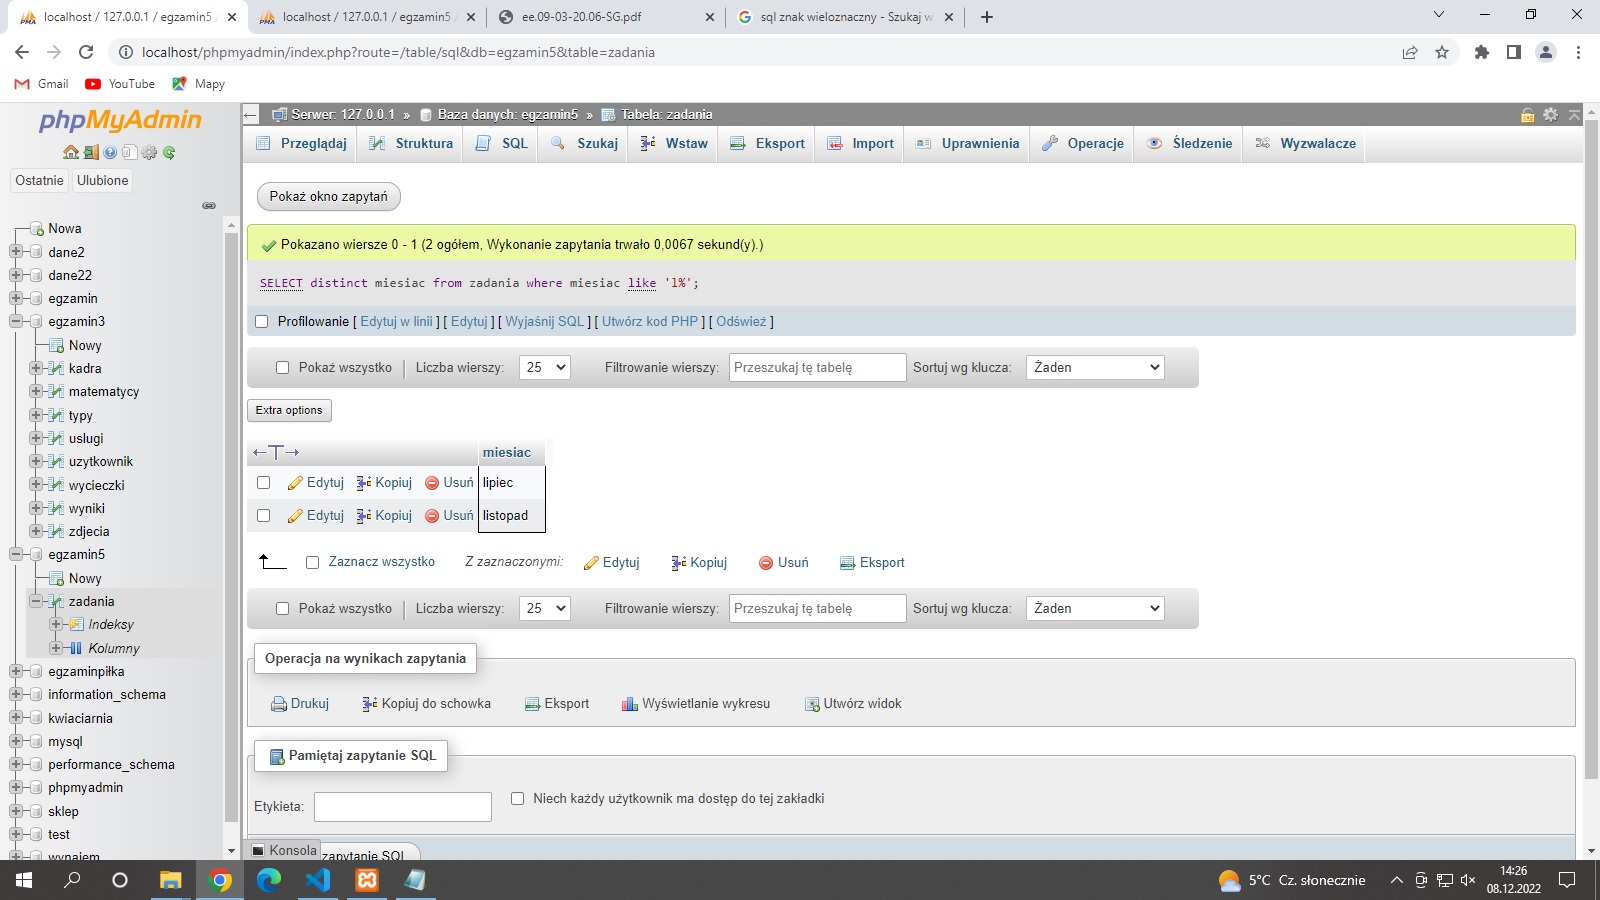 localhost / 127.0.0.1 / egzamin5
localhost / 127.0.0.1 / egzamin5
ee.09-03-20.06-SG.pdf
sql znak wieloznaczny - Szukaj w
localhost/phpmyadmin/index.php?route=/table/sql&db=egzamin5&table=zadania
Gmail
YouTube
Mapy
phpMyAdmin
Ostatnie
Ulubione
Nowa
dane2
dane22
egzamin
egzamin3
Nowy
kadra
matematycy
typy
uslugi
uzytkownik
wycieczki
wyniki
zdjecia
egzamin5
Nowy
zadania
Indeksy
Kolumny
egzaminpiłka
information_schema
kwiaciarnia
mysql
performance_schema
phpmyadmin
sklep
test
wynajem
Serwer: 127.0.0.1 » Baza danych: egzamin5 » Tabela: zadania
Przeglądaj
Struktura
SQL
Szukaj
Wstaw
Eksport
Import
Uprawnienia
Operacje
Śledzenie
Wyzwalacze
Pokaż okno zapytań
Pokazano wiersze 0 - 1 (2 ogółem, Wykonanie zapytania trwało 0,0067 sekund(y).)
SELECT distinct miesiac from zadania where miesiac like 'l%';
Profilowanie [ Edytuj w linii ] [ Edytuj ] [ Wyjaśnij SQL ] [ Utwórz kod PHP ] [ Odśwież ]
Pokaż wszystko | Liczba wierszy: 25 Filtrowanie wierszy: Przeszukaj tę tabelę Sortuj wg klucza: Żaden
Extra options
←T→ miesiac
Edytuj Kopiuj Usuń lipiec
Edytuj Kopiuj Usuń listopad
Zaznacz wszystko Z zaznaczonymi: Edytuj Kopiuj Usuń Eksport
Pokaż wszystko | Liczba wierszy: 25 Filtrowanie wierszy: Przeszukaj tę tabelę Sortuj wg klucza: Żaden
Operacja na wynikach zapytania
Drukuj Kopiuj do schowka Eksport Wyświetlanie wykresu Utwórz widok
Pamiętaj zapytanie SQL
Etykieta: Niech każdy użytkownik ma dostęp do tej zakładki
Konsola zapytanie SQL
5°C Cz. słonecznie
14:26
08.12.2022